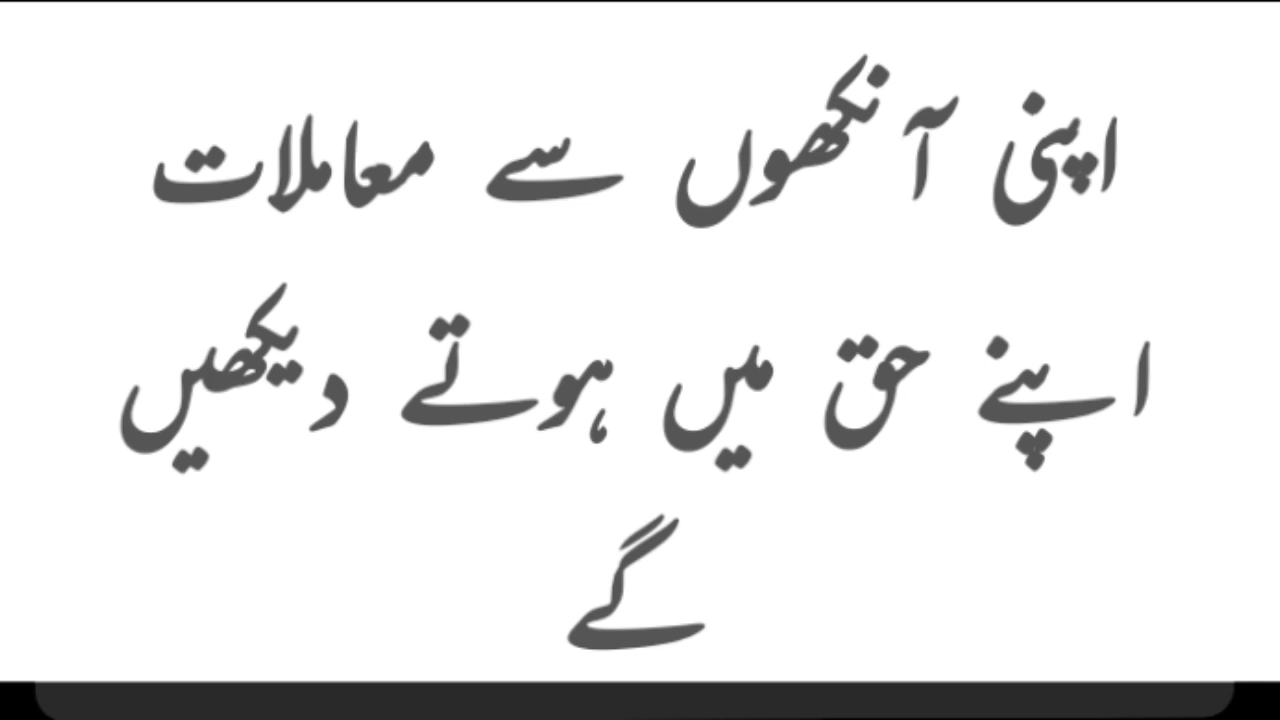 اپنی آنکھوں سے معاملات
اپنے حق میں ہوتے دیکھیں
گے